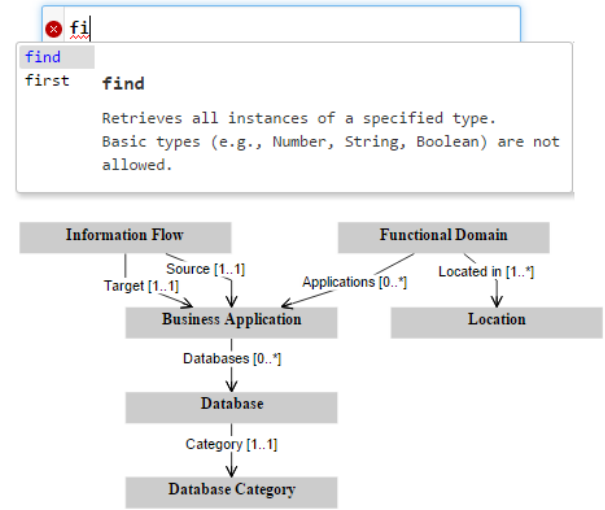 fi
find
first
find
Retrieves all instances of a specified type.
Basic types (e.g., Number, String, Boolean) are not
allowed.
Information Flow
Functional Domain
Source [1..1]
Target [1..1]
Applications [0..*]
Located in [1..*]
Business Application
Location
Databases [0..*]
Database
Category [1..1]
Database Category